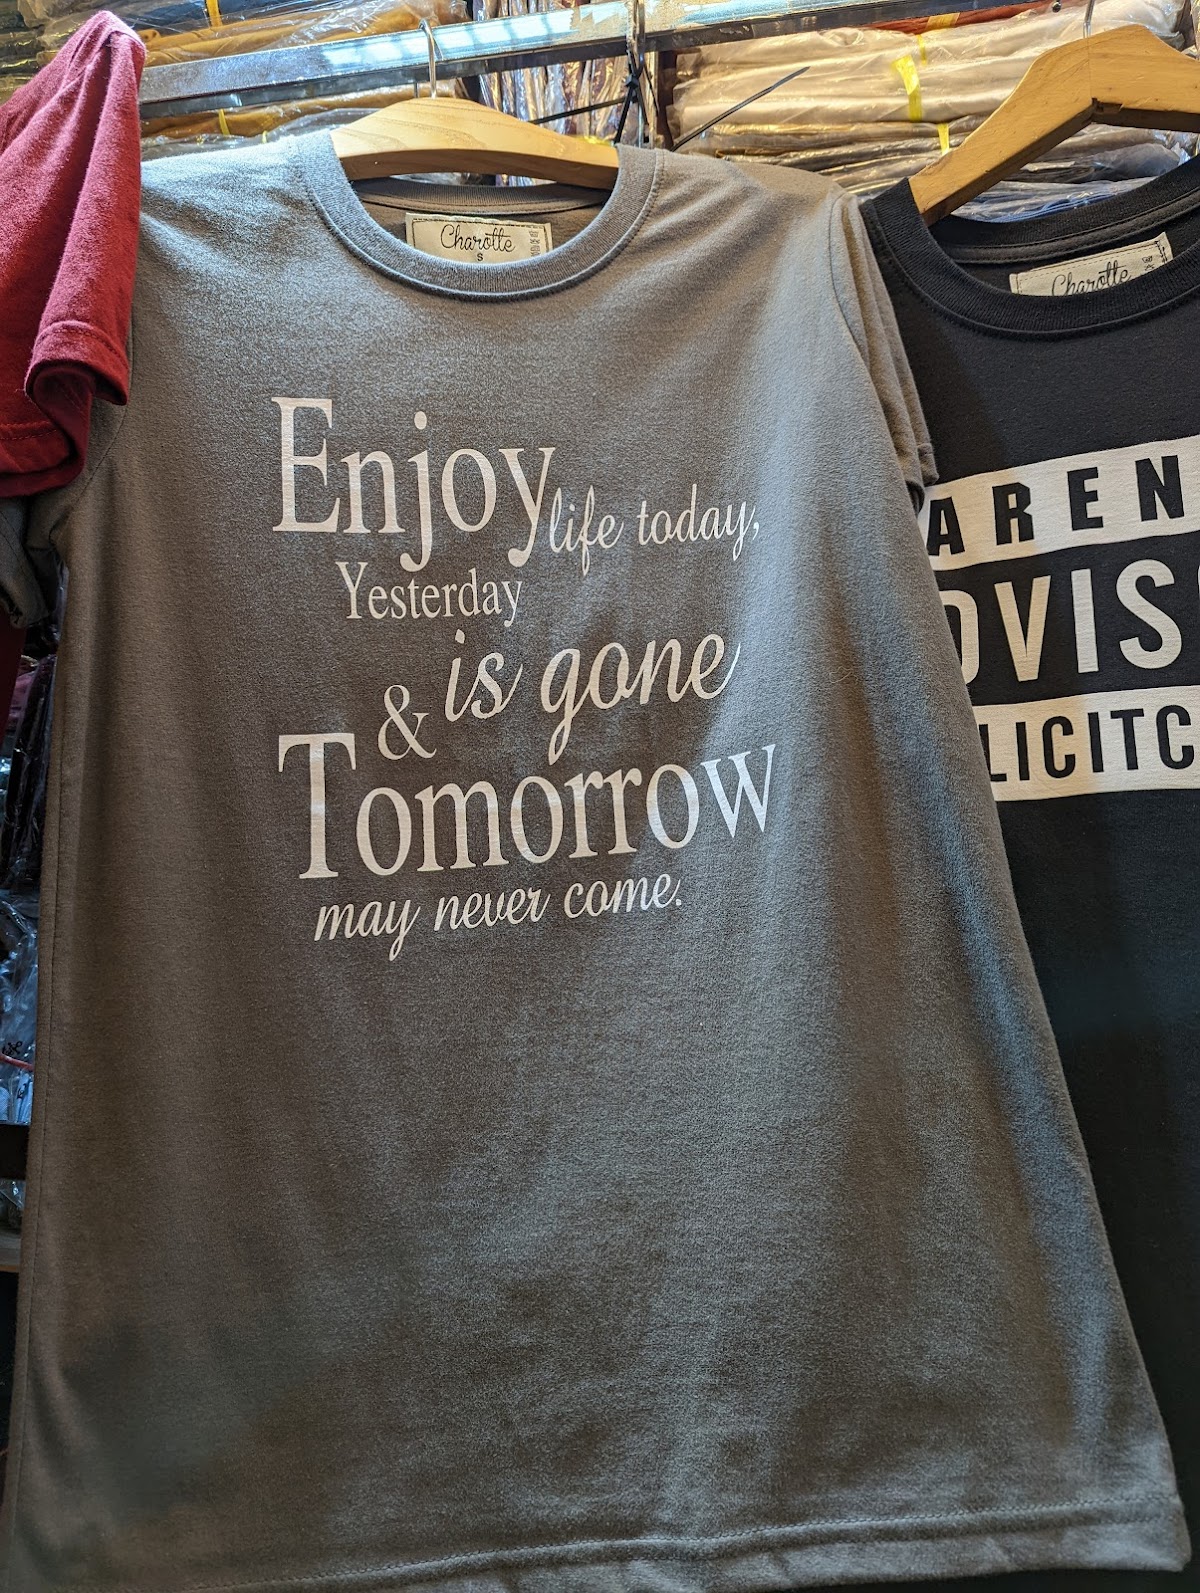 Charotte
S
Enjoy life today,
Yesterday
is gone
&
Tomorrow
may never come.
Charotte
AREN
DVIS
LICITC